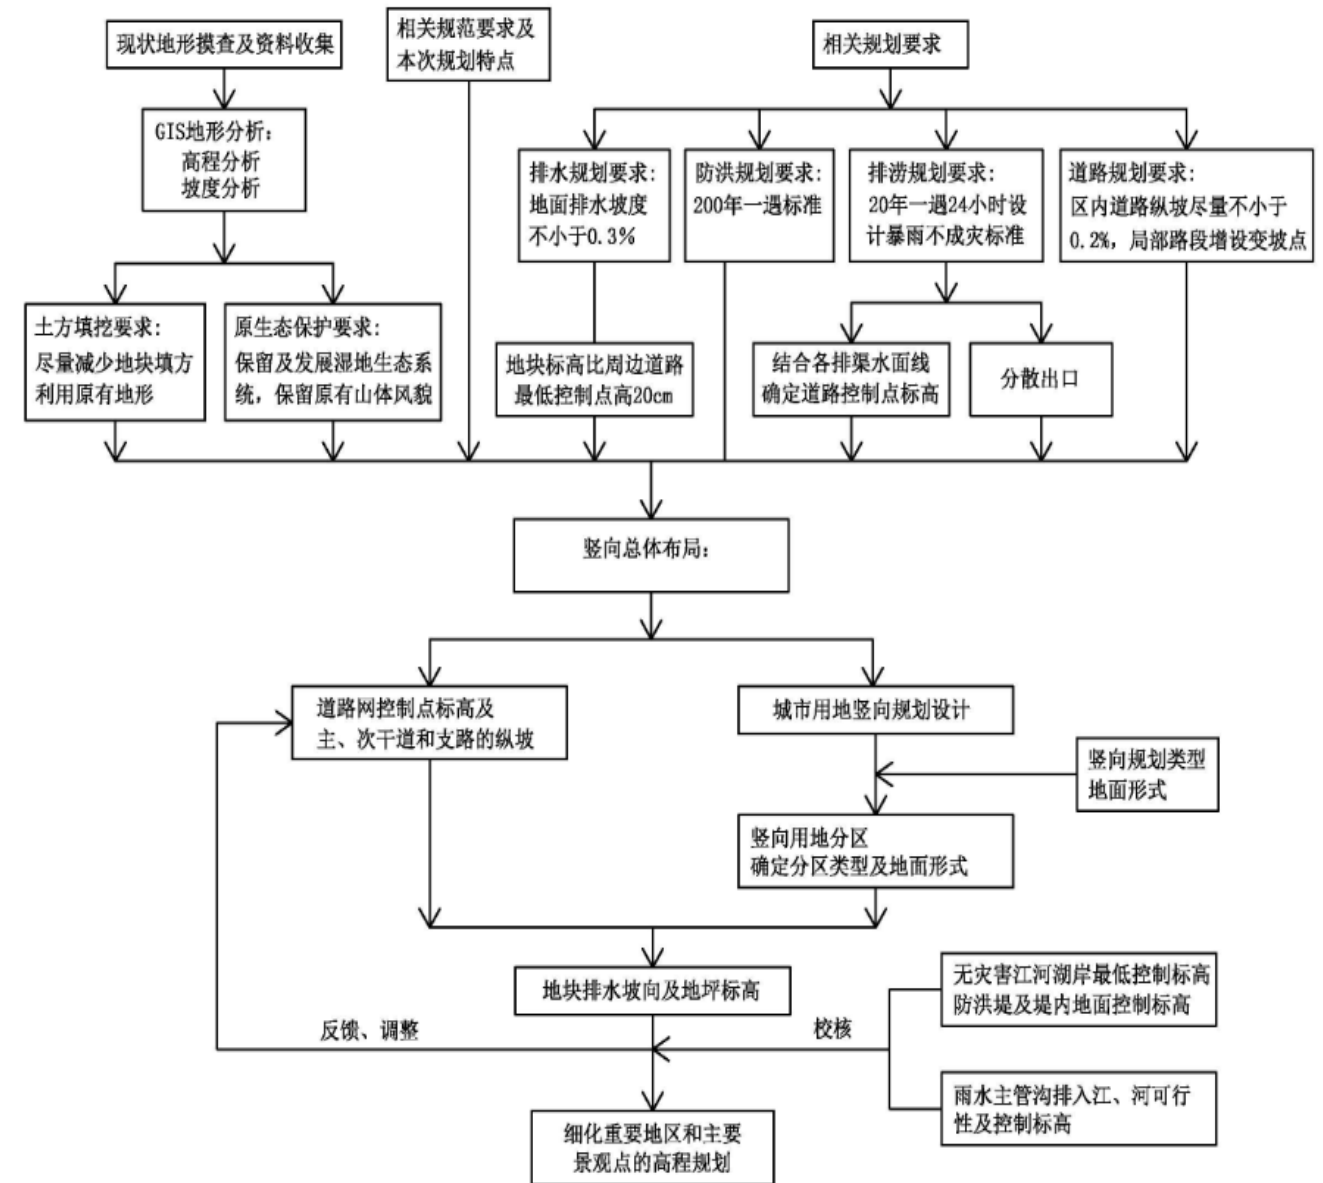 现状地形摸查及资料收集
相关规范要求及
本次规划特点
相关规划要求
GIS地形分析：
高程分析
坡度分析
排水规划要求:
地面排水坡度
不小于0.3%
防洪规划要求:
200年一遇标准
排涝规划要求:
20年一遇24小时设
计暴雨不成灾标准
道路规划要求:
区内道路纵坡尽量不小于
0.2%，局部路段增设变坡点
土方填挖要求:
尽量减少地块填方
利用原有地形
原生态保护要求:
保留及发展湿地生态系
统，保留原有山体风貌
地块标高比周边道路
最低控制点高20cm
结合各排渠水面线
确定道路控制点标高
分散出口
竖向总体布局：
道路网控制点标高及
主、次干道和支路的纵坡
城市用地竖向规划设计
竖向规划类型
地面形式
竖向用地分区
确定分区类型及地面形式
地块排水坡向及地坪标高
无灾害江河湖岸最低控制标高
防洪堤及堤内地面控制标高
反馈、调整
校核
雨水主管沟排入江、河可行
性及控制标高
细化重要地区和主要
景观点的高程规划